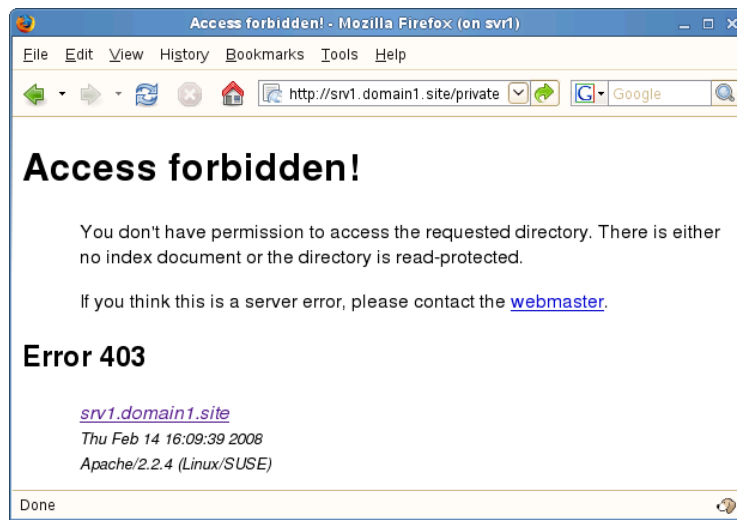 Access forbidden! - Mozilla Firefox (on svr1)
File Edit View History Bookmarks Tools Help
http://srv1.domain1.site/private G Google
Access forbidden!
You don't have permission to access the requested directory. There is either
no index document or the directory is read-protected.
If you think this is a server error, please contact the webmaster.
Error 403
srv1.domain1.site
Thu Feb 14 16:09:39 2008
Apache/2.2.4 (Linux/SUSE)
Done